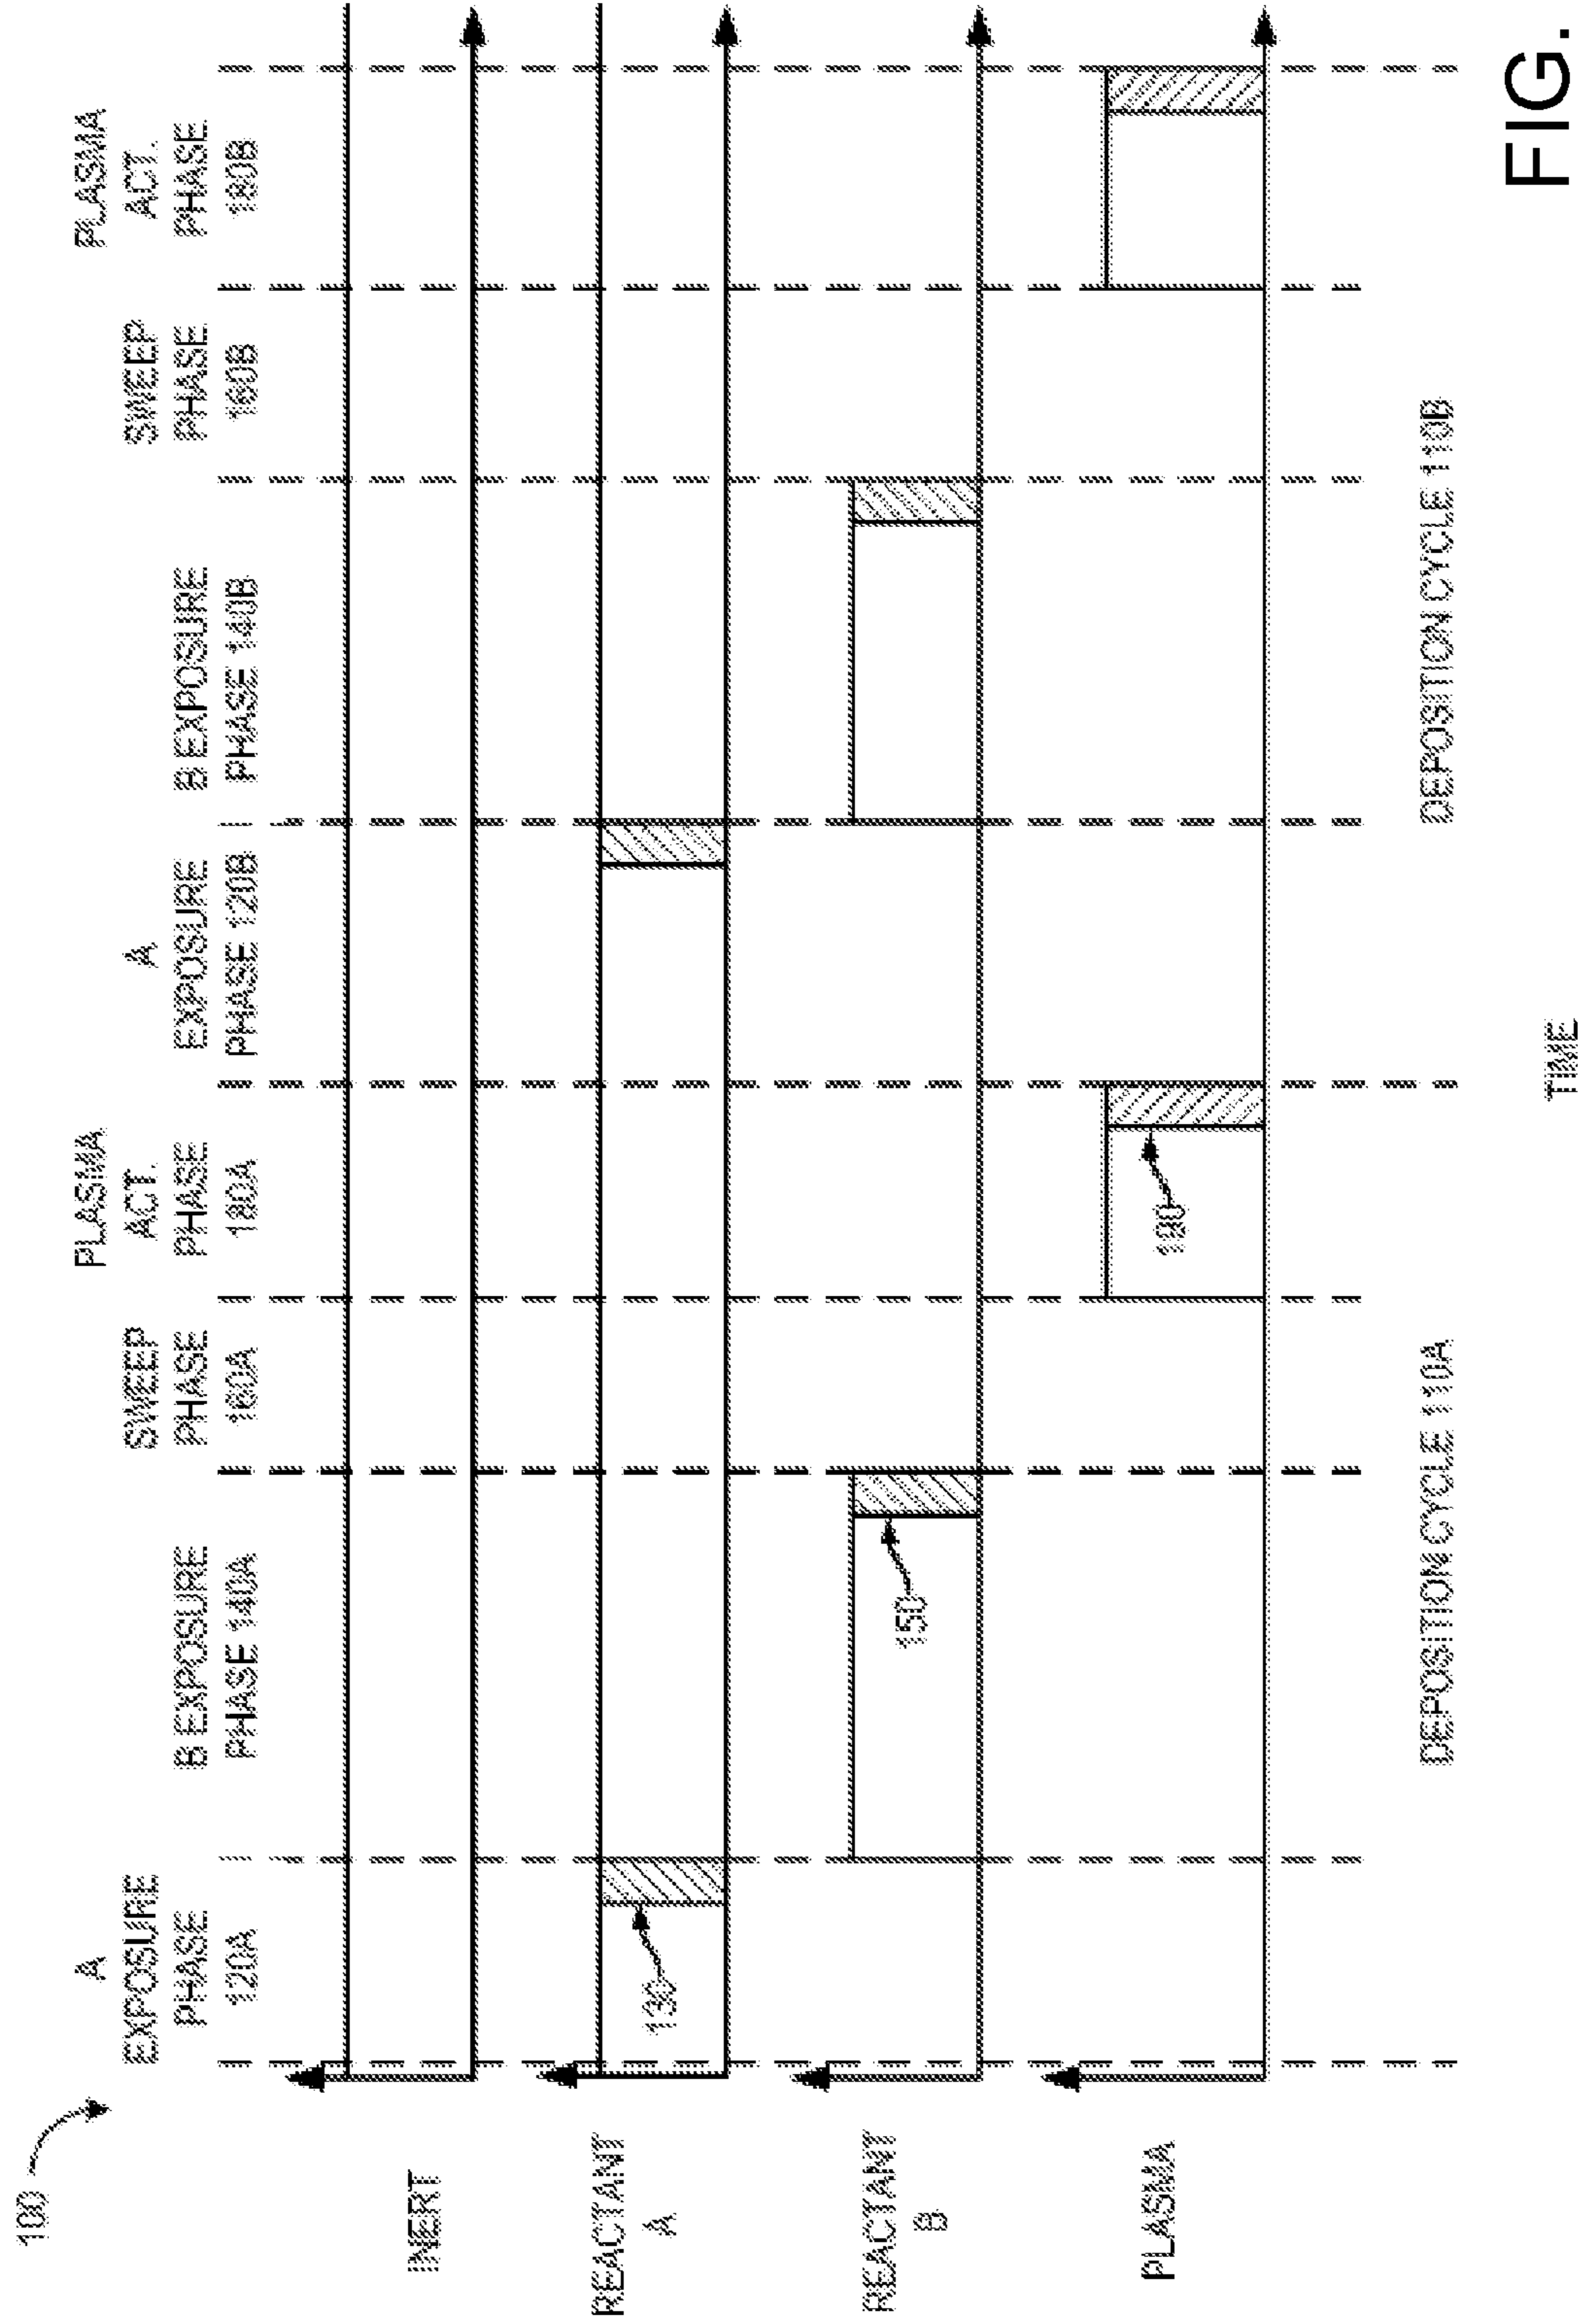 100
A
EXPOSURE
PHASE
120A
B EXPOSURE
PHASE 140A
SWEEP
PHASE
160A
PLASMA
ACT.
PHASE
180A
A
EXPOSURE
PHASE 120B
B EXPOSURE
PHASE 140B
SWEEP
PHASE
160B
PLASMA
ACT.
PHASE
180B
INERT
REACTANT
A
130
REACTANT
B
150
PLASMA
190
DEPOSITION CYCLE 110A
DEPOSITION CYCLE 110B
TIME
FIG.